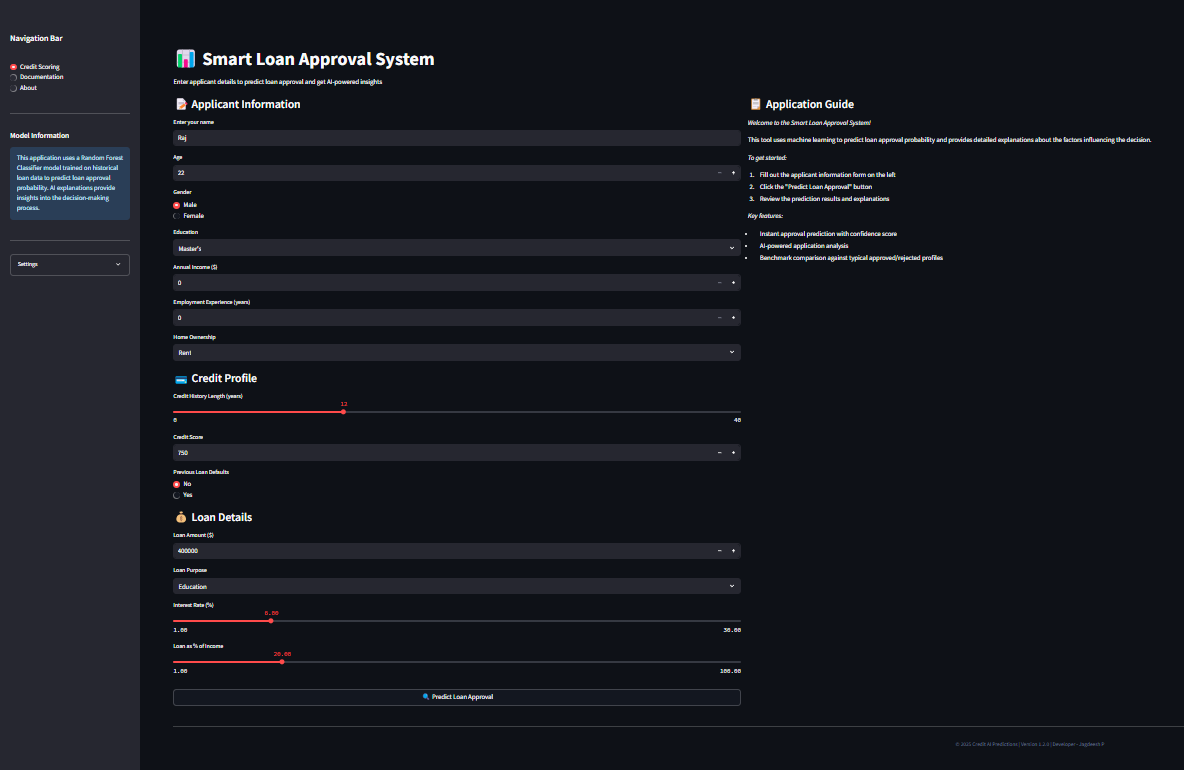 Navigation Bar
Credit Scoring
Documentation
About
Model Information
This application uses a Random Forest
Classifier model trained on historical
loan data to predict loan approval
probability. AI explanations provide
insights into the decision-making
process.
Settings
Smart Loan Approval System
Enter applicant details to predict loan approval and get AI-powered insights
Applicant Information
Enter your name
Raj
Age
22
Gender
Male
Female
Education
Master's
Annual Income ($)
0
Employment Experience (years)
0
Home Ownership
Rent
Credit Profile
Credit History Length (years)
12
0
40
Credit Score
750
Previous Loan Defaults
No
Yes
Loan Details
Loan Amount ($)
400000
Loan Purpose
Education
Interest Rate (%)
6.00
1.00
30.00
Loan as % of Income
20.00
1.00
100.00
Predict Loan Approval
Application Guide
Welcome to the Smart Loan Approval System!
This tool uses machine learning to predict loan approval probability and provides detailed explanations about the factors influencing the decision.
To get started:
1. Fill out the applicant information form on the left
2. Click the "Predict Loan Approval" button
3. Review the prediction results and explanations
Key features:
• Instant approval prediction with confidence score
• AI-powered application analysis
• Benchmark comparison against typical approved/rejected profiles
© 2025 Credit AI Predictions | Version 1.2.0 | Developer - Jagdeesh P